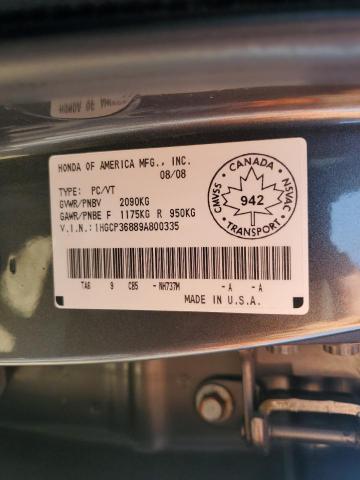 HONDA OF AMERICA MFG., INC.
08/08
TYPE: PC/VT
GVWR/PNBV 2090KG
GAWR/PNBE F 1175KG R 950KG
V.I.N.: 1HGCP36889A800335
CANADA
CMVSS
NSVAC
942
TRANSPORT
TA6 9 CB5 -NH737M -A -A
MADE IN U.S.A.